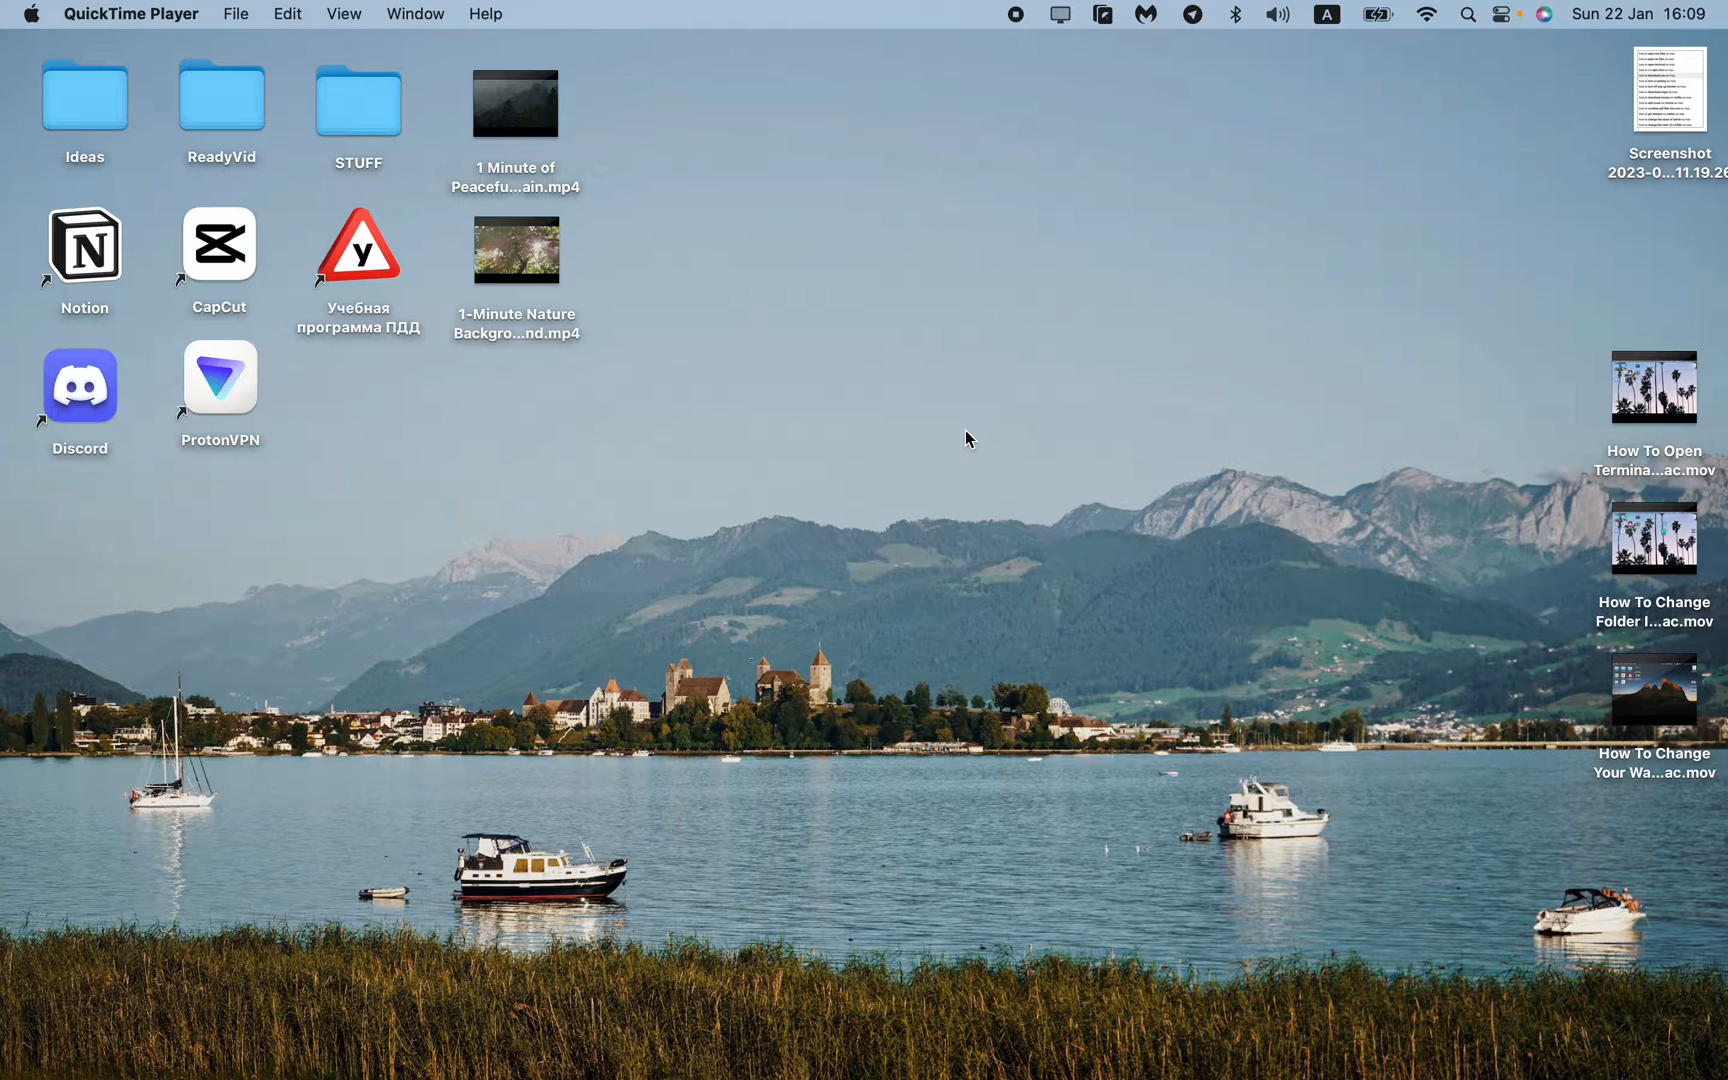 QuickTime Player File Edit View Window Help A Sun 22 Jan 16:09
Ideas
ReadyVid
STUFF
1 Minute of
Peacefu...ain.mp4
Screenshot
2023-0...11.19.26
N
Notion
CapCut
у
Учебная
программа ПДД
1-Minute Nature
Backgro...nd.mp4
Discord
ProtonVPN
How To Open
Termina...ac.mov
How To Change
Folder I...ac.mov
How To Change
Your Wa...ac.mov